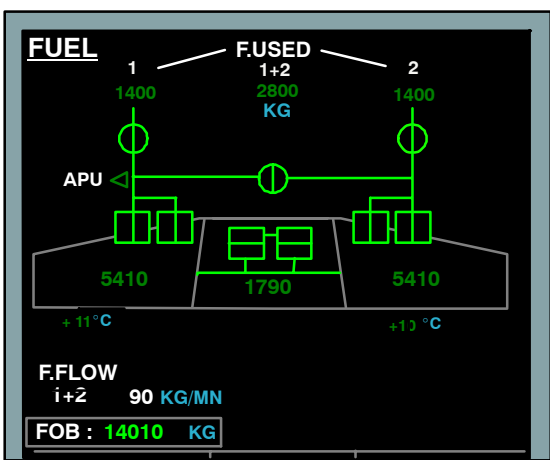 FUEL
F.USED
1 1+2 2
1400 2800 1400
KG
APU
5410 1790 5410
+ 11°C +10 °C
F.FLOW
1+2 90 KG/MN
FOB : 14010 KG